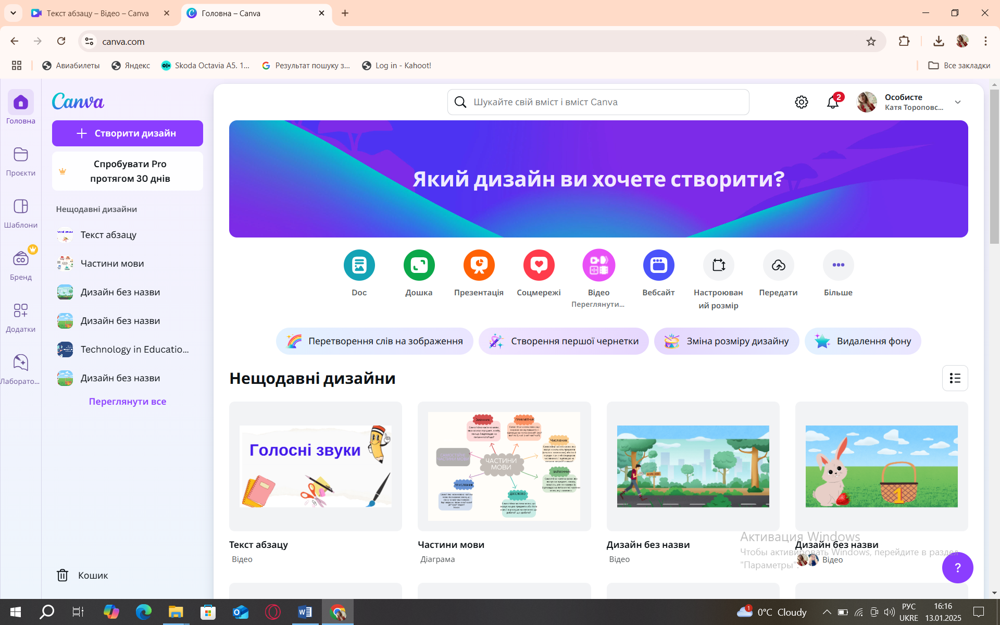 Текст абзацу – Відео – Canva
Головна – Canva
canva.com
Авиабилеты
Яндекс
Skoda Octavia A5. 1...
Результат пошуку з...
Log in - Kahoot!
Все закладки
Головна
Проєкти
Шаблони
Бренд
Додатки
Лаборато...
Canva
Створити дизайн
Спробувати Pro
протягом 30 днів
Нещодавні дизайни
Текст абзацу
Частини мови
Дизайн без назви
Дизайн без назви
Technology in Educatio...
Дизайн без назви
Переглянути все
Кошик
Шукайте свій вміст і вміст Canva
2
Особисте
Катя Тороповс...
Який дизайн ви хочете створити?
Doc
Дошка
Презентація
Соцмережі
Відео
Переглянути...
Вебсайт
Настроюван
ий розмір
Передати
Більше
Перетворення слів на зображення
Створення першої чернетки
Зміна розміру дизайну
Видалення фону
Нещодавні дизайни
Голосні звуки
ЧАСТИНИ
МОВИ
ПРИКМЕТНИК
Числівник
ЗАЙМЕННИК
ДІЄСЛОВО
ПРИСЛІВНИК
1
Текст абзацу
Відео
Частини мови
Діаграма
Дизайн без назви
Відео
Дизайн без назви
Відео
Активация Windows
Чтобы активировать Windows, перейдите в раздел
"Параметры".
?
1
0°C Cloudy
РУС
UKRE
16:16
13.01.2025